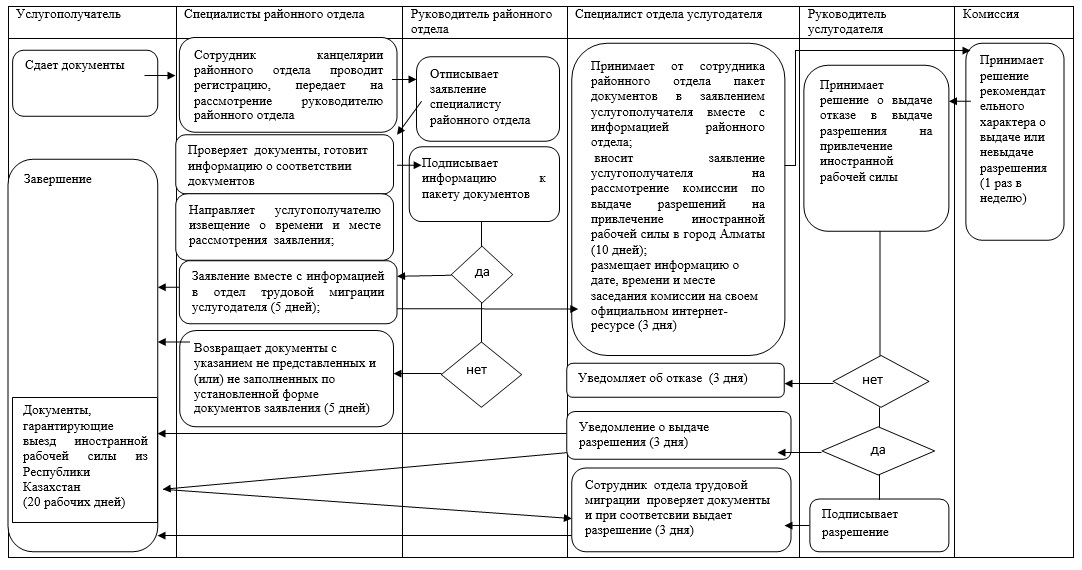 Услугополучатель
Специалисты районного отдела
Руководитель районного
отдела
Специалист отдела услугодателя
Руководитель
услугодателя
Комиссия
Сдает документы
Завершение
Документы,
гарантирующие
выезд иностранной
рабочей силы из
Республики
Казахстан
(20 рабочих дней)
Сотрудник канцелярии
районного отдела проводит
регистрацию, передает на
рассмотрение руководителю
районного отдела
Проверяет документы, готовит
информацию о соответствии
документов
Направляет услугополучателю
извещение о времени и месте
рассмотрения заявления;
Заявление вместе с информацией
в отдел трудовой миграции
услугодателя (5 дней);
Возвращает документы с
указанием не представленных и
(или) не заполненных по
установленной форме
документов заявления (5 дней)
Отписывает
заявление
специалисту
районного отдела
Подписывает
информацию к
пакету документов
да
нет
Принимает от сотрудника
районного отдела пакет
документов в заявлением
услугополучателя вместе с
информацией районного
отдела;
вносит заявление
услугополучателя на
рассмотрение комиссии по
выдаче разрешений на
привлечение иностранной
рабочей силы в город Алматы
(10 дней);
размещает информацию о
дате, времени и месте
заседания комиссии на своем
официальном интернет-
ресурсе (3 дня)
Уведомляет об отказе (3 дня)
Уведомление о выдаче
разрешения (3 дня)
Сотрудник отдела трудовой
миграции проверяет документы
и при соответсвии выдает
разрешение (3 дня)
Принимает
решение о выдаче
отказе в выдаче
разрешения на
привлечение
иностранной
рабочей силы
нет
да
Подписывает
разрешение
Принимает
решение
рекомендат
ельного
характера о
выдаче или
невыдаче
разрешения
(1 раз в
неделю)